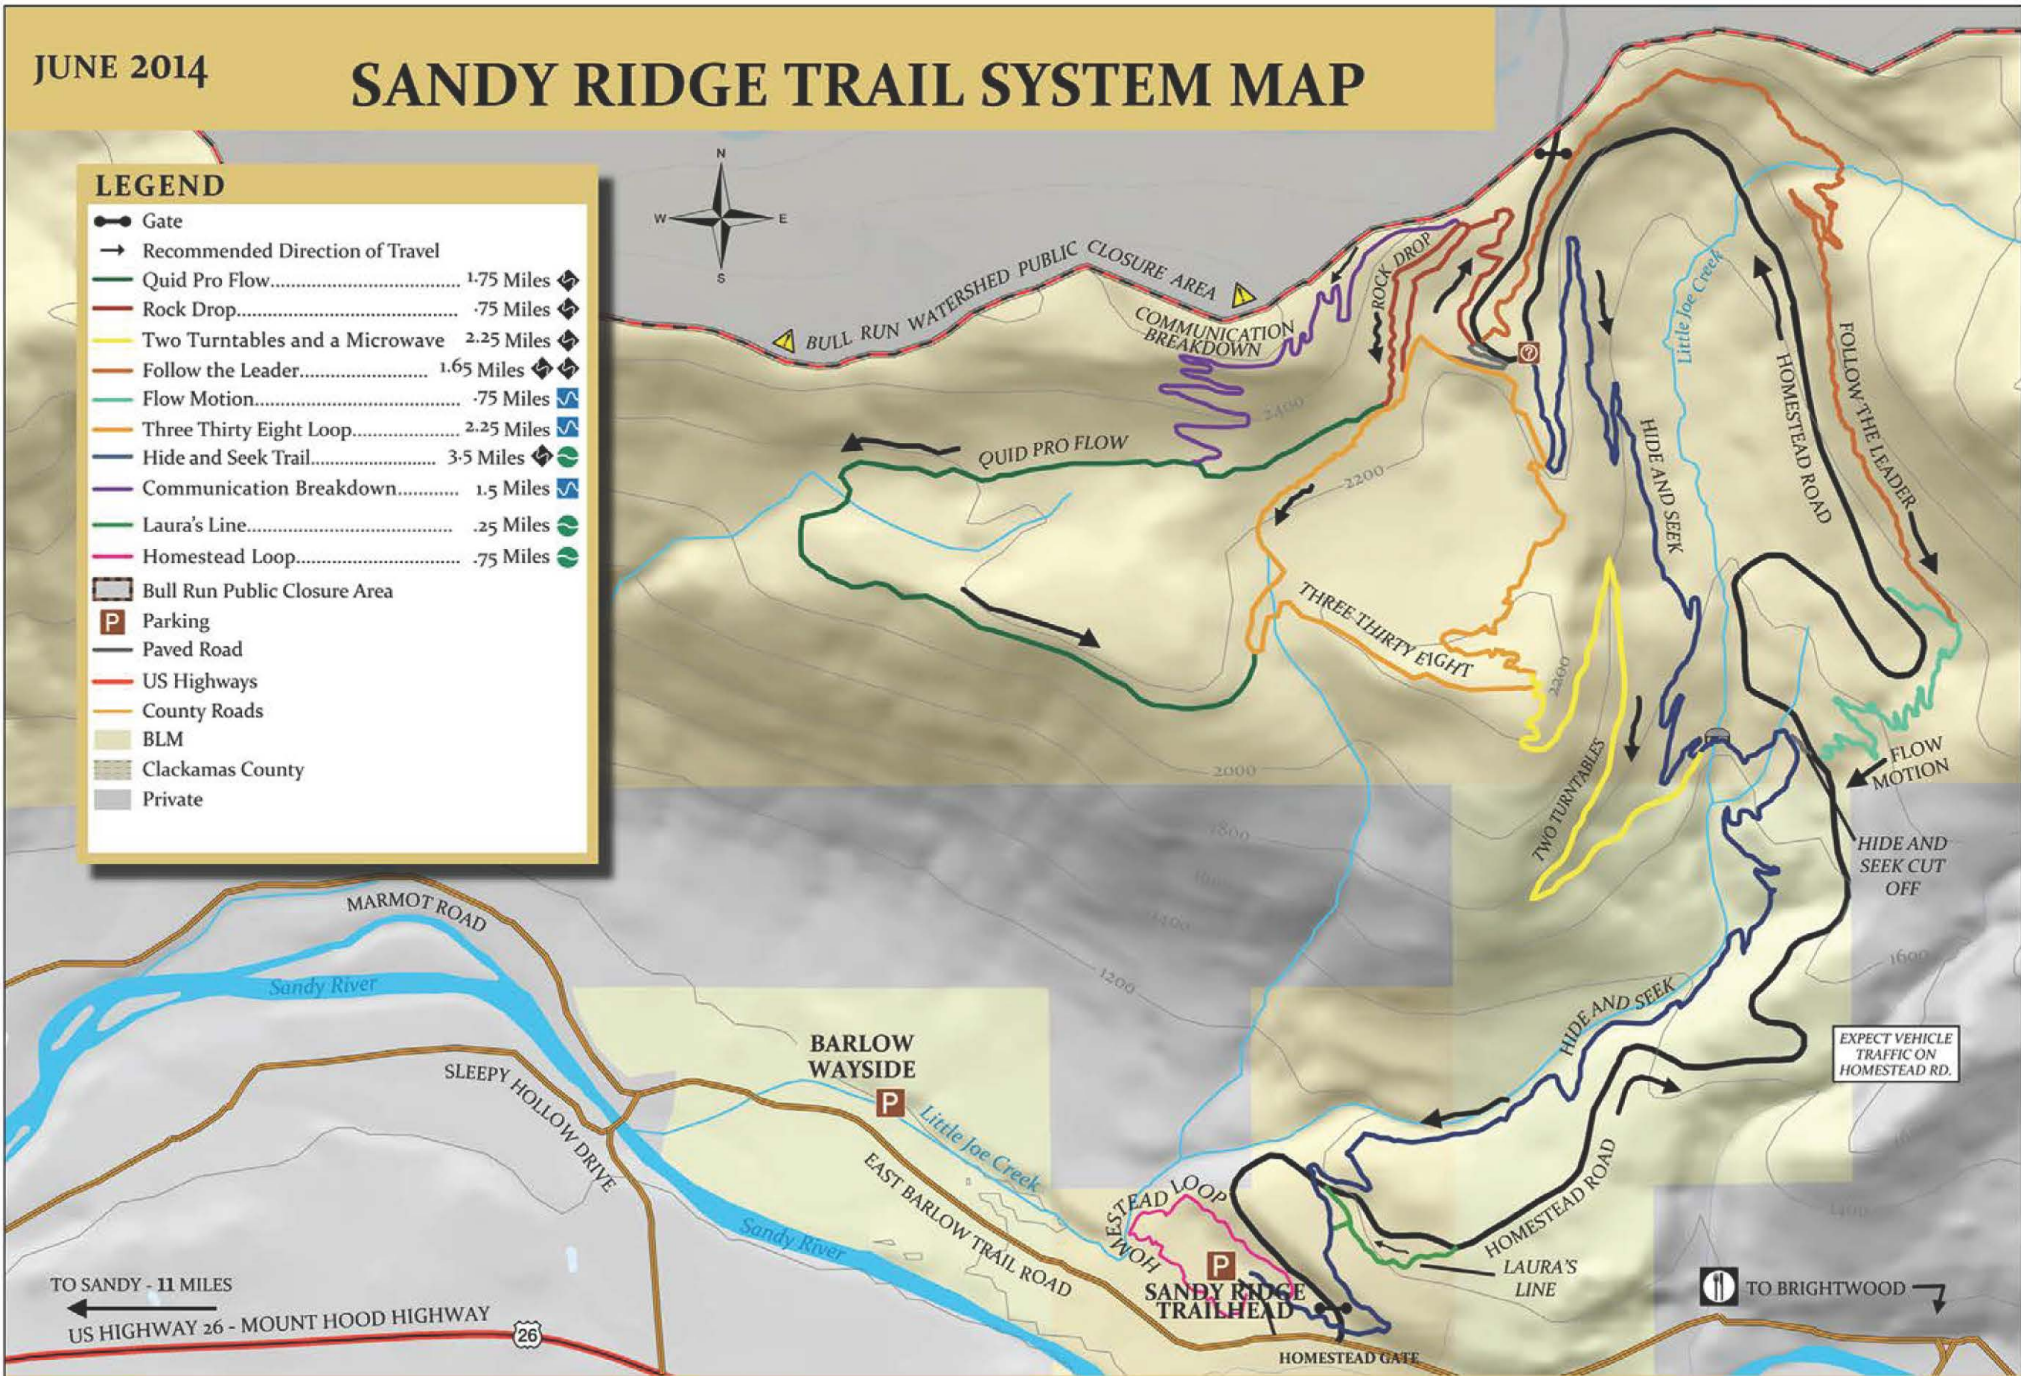 JUNE 2014
SANDY RIDGE TRAIL SYSTEM MAP
LEGEND
Gate
Recommended Direction of Travel
Quid Pro Flow.......................................... 1.75 Miles
Rock Drop................................................. .75 Miles
Two Turntables and a Microwave 2.25 Miles
Follow the Leader............................ 1.65 Miles
Flow Motion............................................. .75 Miles
Three Thirty Eight Loop....................... 2.25 Miles
Hide and Seek Trail........................... 3.5 Miles
Communication Breakdown............ 1.5 Miles
Laura's Line............................................. .25 Miles
Homestead Loop.................................... .75 Miles
Bull Run Public Closure Area
Parking
Paved Road
US Highways
County Roads
BLM
Clackamas County
Private
N
W
E
S
BULL RUN WATERSHED PUBLIC CLOSURE AREA
COMMUNICATION
BREAKDOWN
ROCK DROP
2400
QUID PRO FLOW
2200
THREE THIRTY EIGHT
2200
HIDE AND SEEK
Little Joe Creek
HOMESTEAD ROAD
FOLLOW THE LEADER
TWO TURNTABLES
FLOW
MOTION
HIDE AND
SEEK CUT
OFF
2000
1800
1400
1200
1600
1400
MARMOT ROAD
Sandy River
SLEEPY HOLLOW DRIVE
BARLOW
WAYSIDE
P
Little Joe Creek
EAST BARLOW TRAIL ROAD
Sandy River
HIDE AND SEEK
EXPECT VEHICLE
TRAFFIC ON
HOMESTEAD RD.
HOMESTEAD ROAD
HOMESTEAD LOOP
P
SANDY RIDGE
TRAILHEAD
LAURA'S
LINE
HOMESTEAD GATE
TO BRIGHTWOOD
TO SANDY - 11 MILES
US HIGHWAY 26 - MOUNT HOOD HIGHWAY
26